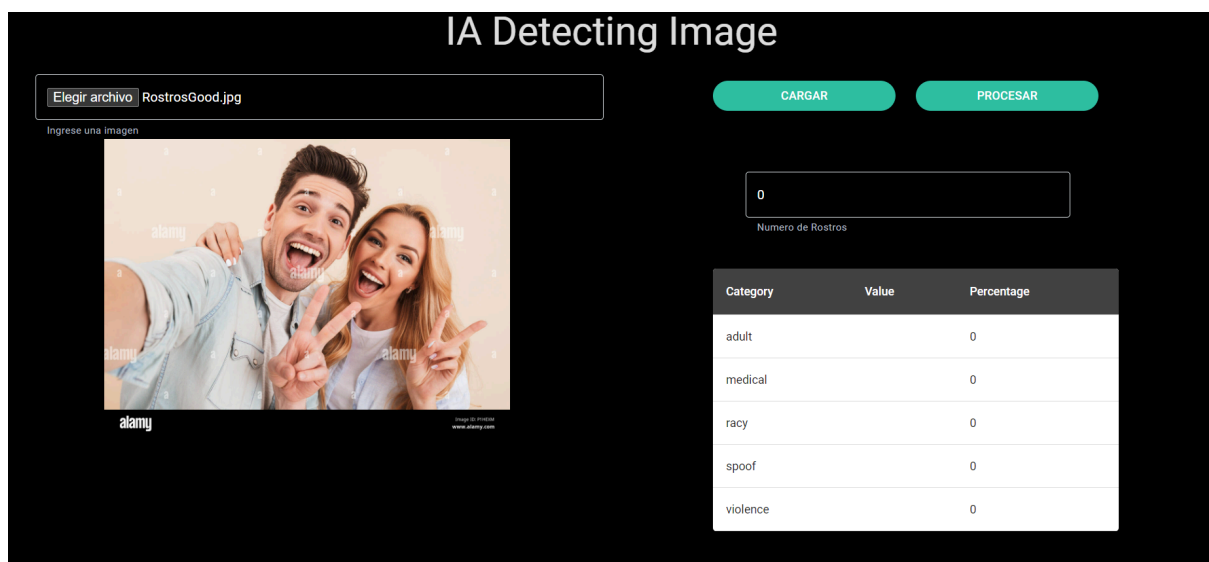 IA Detecting Image
Elegir archivo RostrosGood.jpg
Ingrese una imagen
CARGAR
PROCESAR
a a a
a a a a
alamy alamy
a alamy a
alamy a alamy a
a a a
alamy
www.alamy.com
0
Numero de Rostros
Category Value Percentage
adult 0
medical 0
racy 0
spoof 0
violence 0